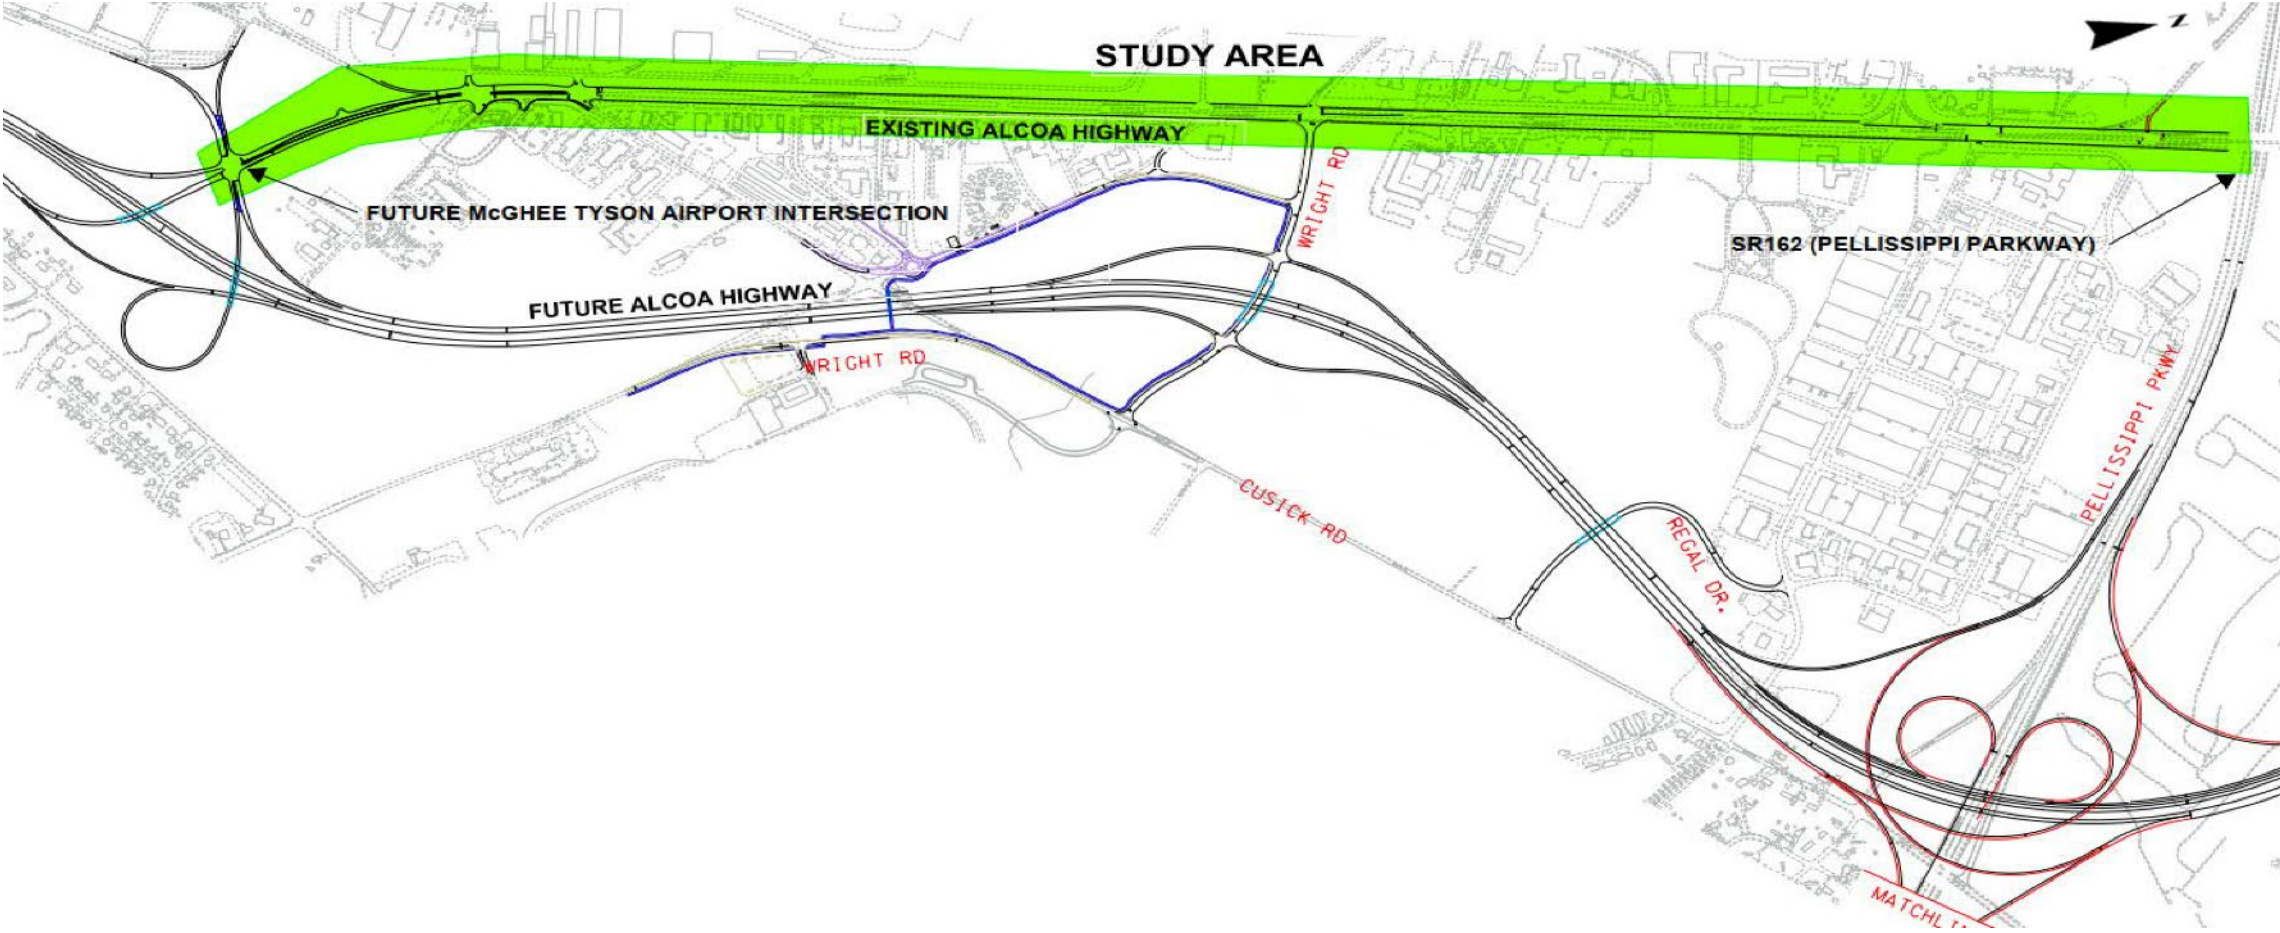 Z
STUDY AREA
EXISTING ALCOA HIGHWAY
WRIGHT RD
FUTURE McGHEE TYSON AIRPORT INTERSECTION
SR162 (PELLISSIPPI PARKWAY)
FUTURE ALCOA HIGHWAY
WRIGHT RD
PELLISSIPPI PKWY
CUSICK RD
REGAL DR.
MATCHLIN